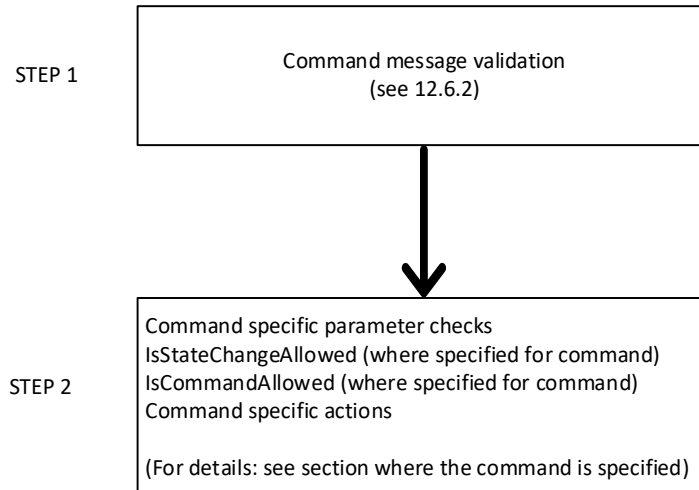 STEP 1
Command message validation
(see 12.6.2)
STEP 2
Command specific parameter checks
IsStateChangeAllowed (where specified for command)
IsCommandAllowed (where specified for command)
Command specific actions
(For details: see section where the command is specified)